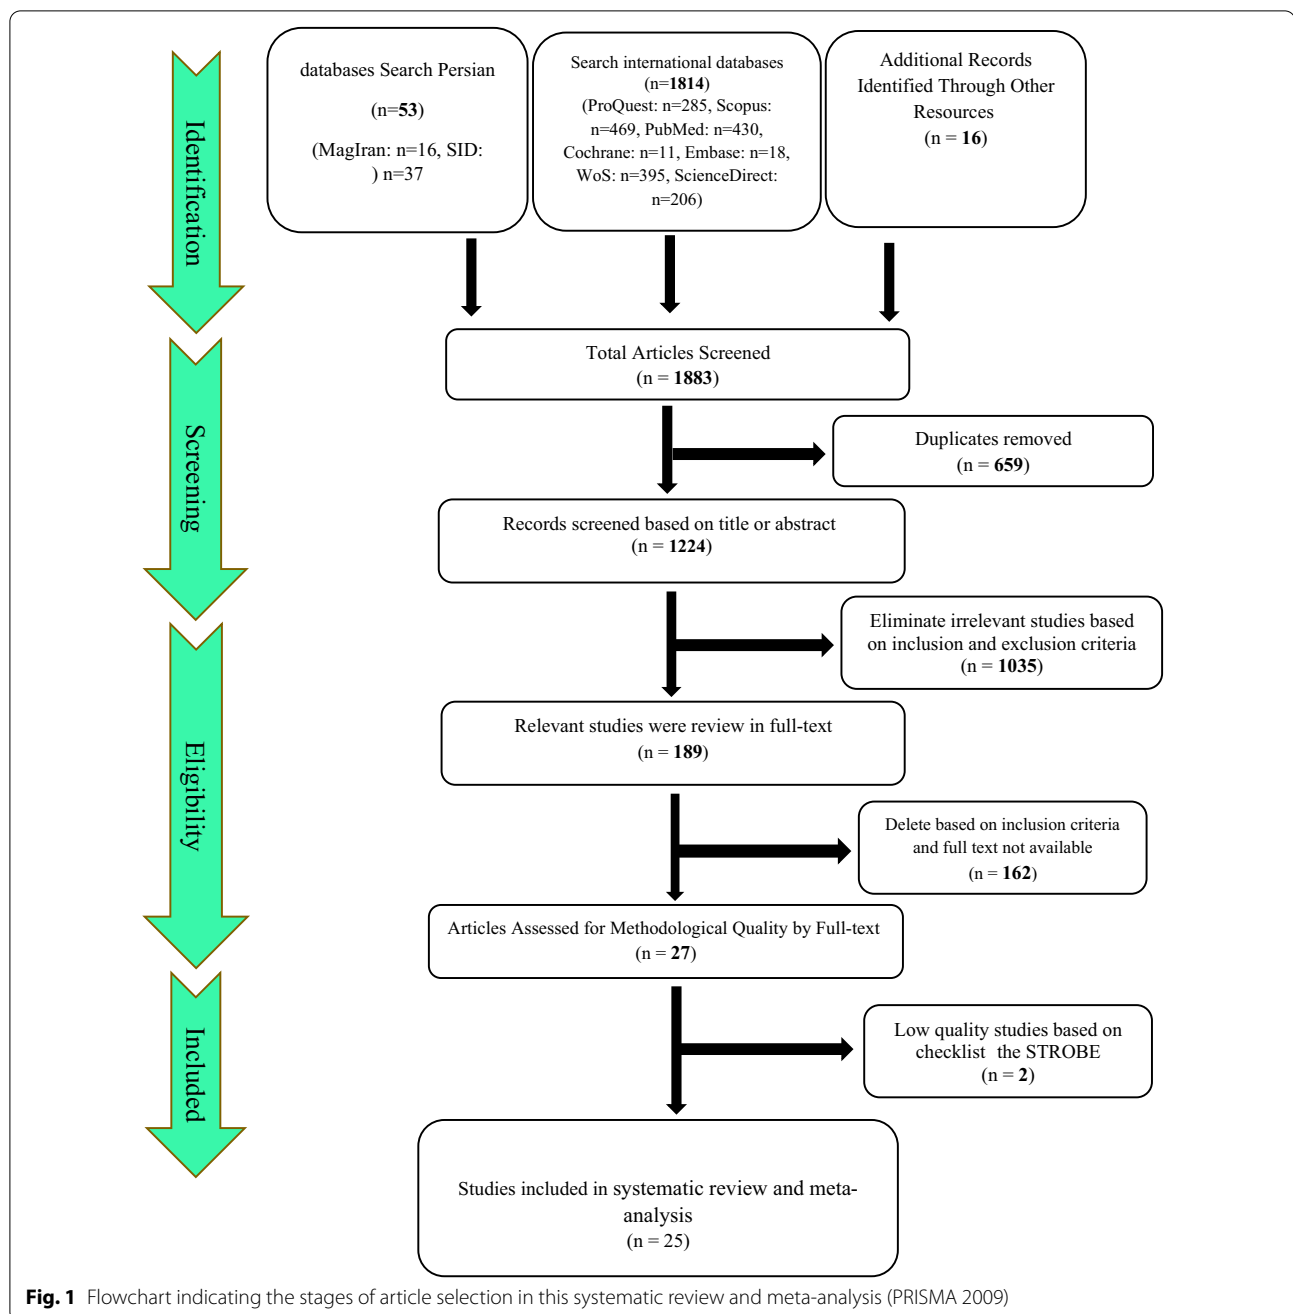 Identification
databases Search Persian
(n=53)
(MagIran: n=16, SID:
) n=37
Search international databases
(n=1814)
(ProQuest: n=285, Scopus:
n=469, PubMed: n=430,
Cochrane: n=11, Embase: n=18,
WoS: n=395, ScienceDirect:
n=206)
Additional Records
Identified Through Other
Resources
(n = 16)
Screening
Total Articles Screened
(n = 1883)
Duplicates removed
(n = 659)
Records screened based on title or abstract
(n = 1224)
Eligibility
Eliminate irrelevant studies based
on inclusion and exclusion criteria
(n = 1035)
Relevant studies were review in full-text
(n = 189)
Delete based on inclusion criteria
and full text not available
(n = 162)
Articles Assessed for Methodological Quality by Full-text
(n = 27)
Included
Low quality studies based on
checklist the STROBE
(n = 2)
Studies included in systematic review and meta-
analysis
(n = 25)
Fig. 1 Flowchart indicating the stages of article selection in this systematic review and meta-analysis (PRISMA 2009)